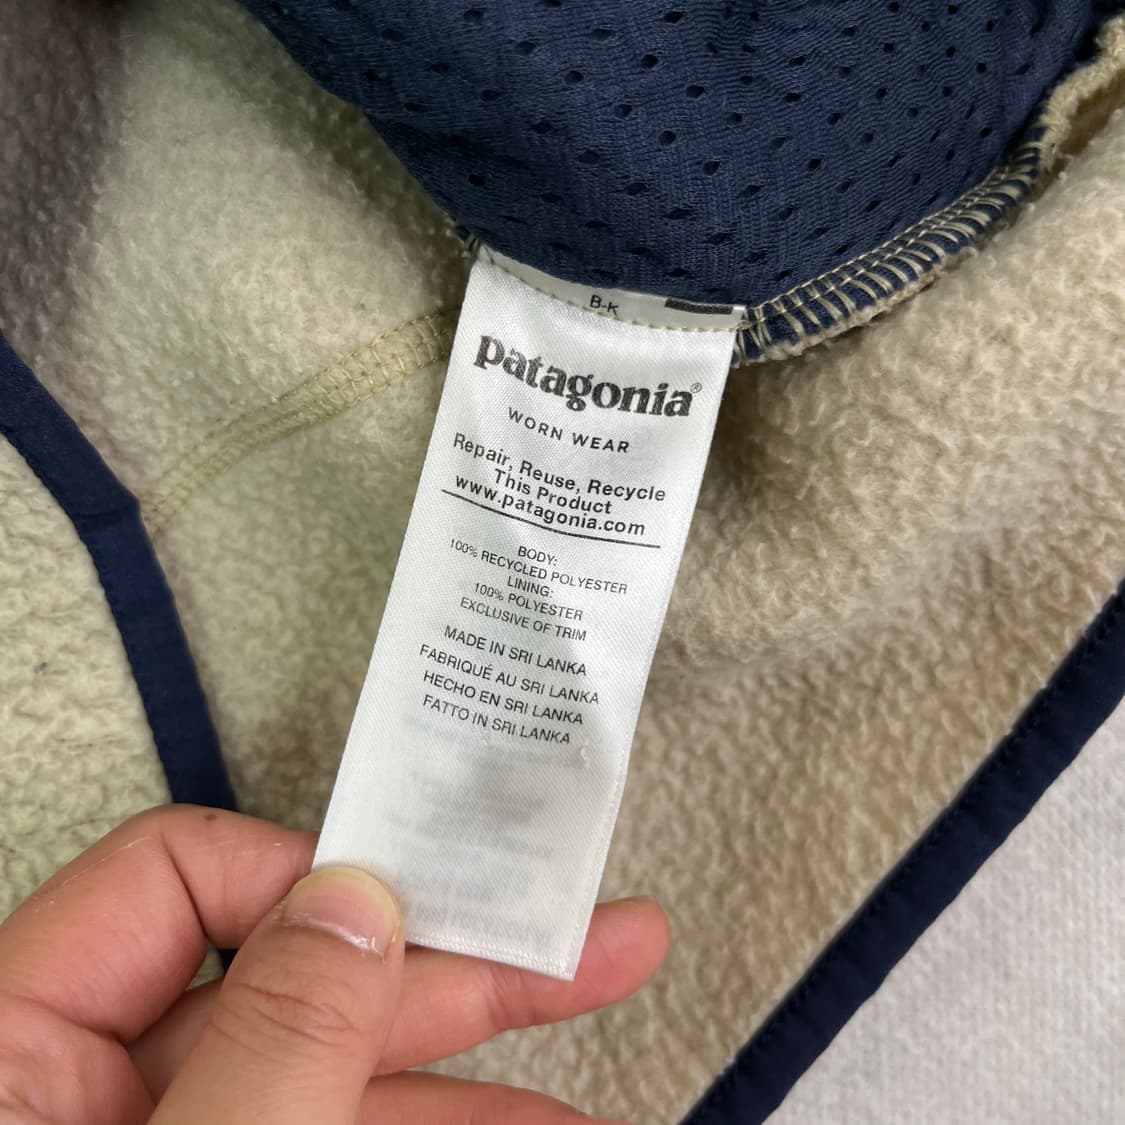 B-K
patagonia®
WORN WEAR
Repair, Reuse, Recycle
This Product
www.patagonia.com
BODY:
100% RECYCLED POLYESTER
LINING:
100% POLYESTER
EXCLUSIVE OF TRIM
MADE IN SRI LANKA
FABRIQUÉ AU SRI LANKA
HECHO EN SRI LANKA
FATTO IN SRI LANKA